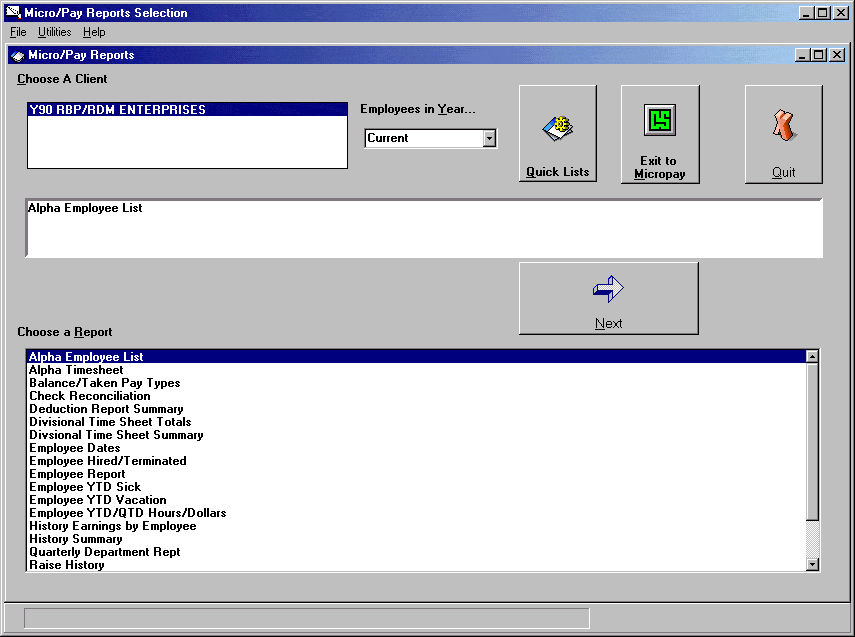 Micro/Pay Reports Selection
File Utilities Help
Micro/Pay Reports
Choose A Client
Y90 RBP/RDM ENTERPRISES
Employees in Year...
Current
Quick Lists
Exit to
Micropay
Quit
Alpha Employee List
Next
Choose a Report
Alpha Employee List
Alpha Timesheet
Balance/Taken Pay Types
Check Reconciliation
Deduction Report Summary
Divisional Time Sheet Totals
Divsional Time Sheet Summary
Employee Dates
Employee Hired/Terminated
Employee Report
Employee YTD Sick
Employee YTD Vacation
Employee YTD/QTD Hours/Dollars
History Earnings by Employee
History Summary
Quarterly Department Rept
Raise History